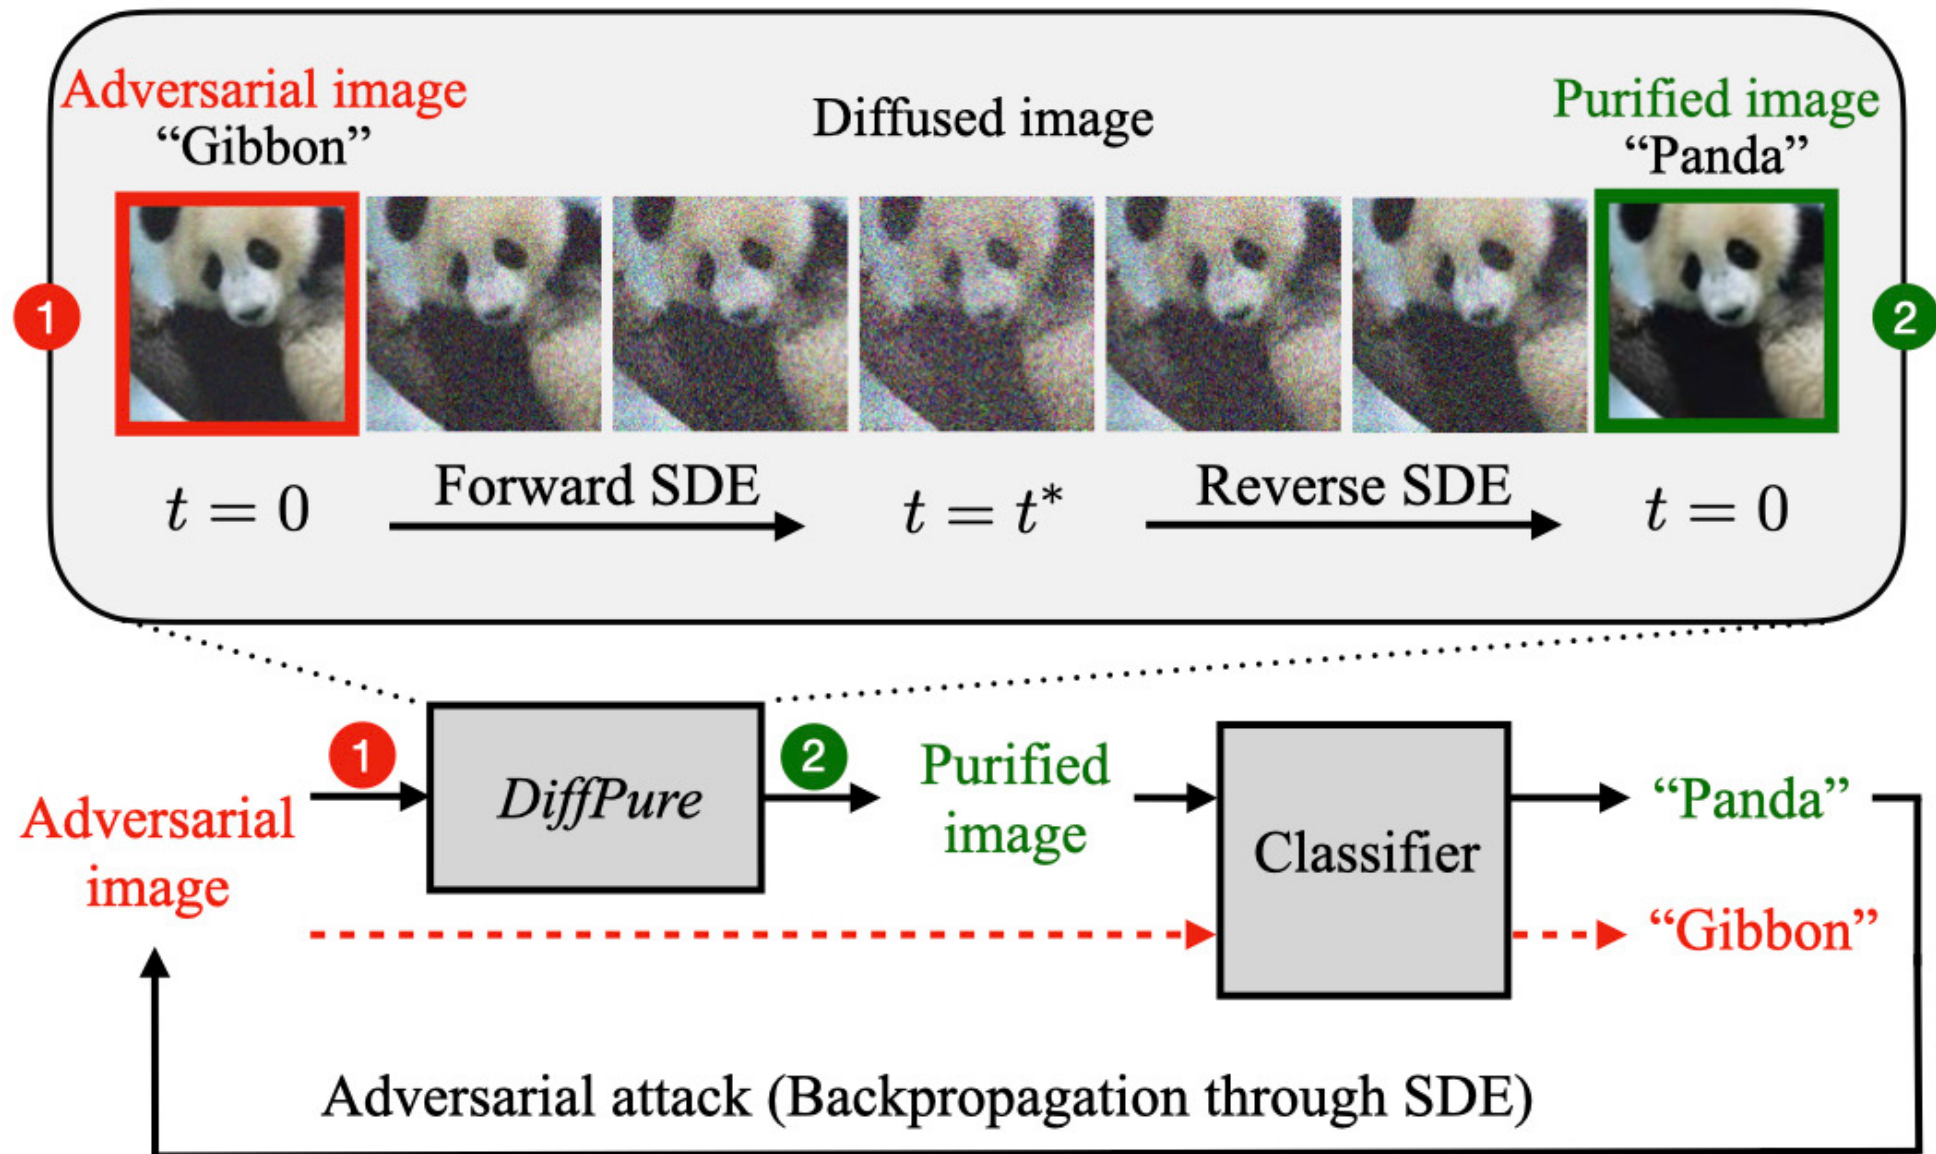 Adversarial image
“Gibbon”
Diffused image
Purified image
“Panda”
1
2
t = 0
Forward SDE
t = t*
Reverse SDE
t = 0
1
2
Adversarial
image
DiffPure
Purified
image
Classifier
“Panda”
“Gibbon”
Adversarial attack (Backpropagation through SDE)